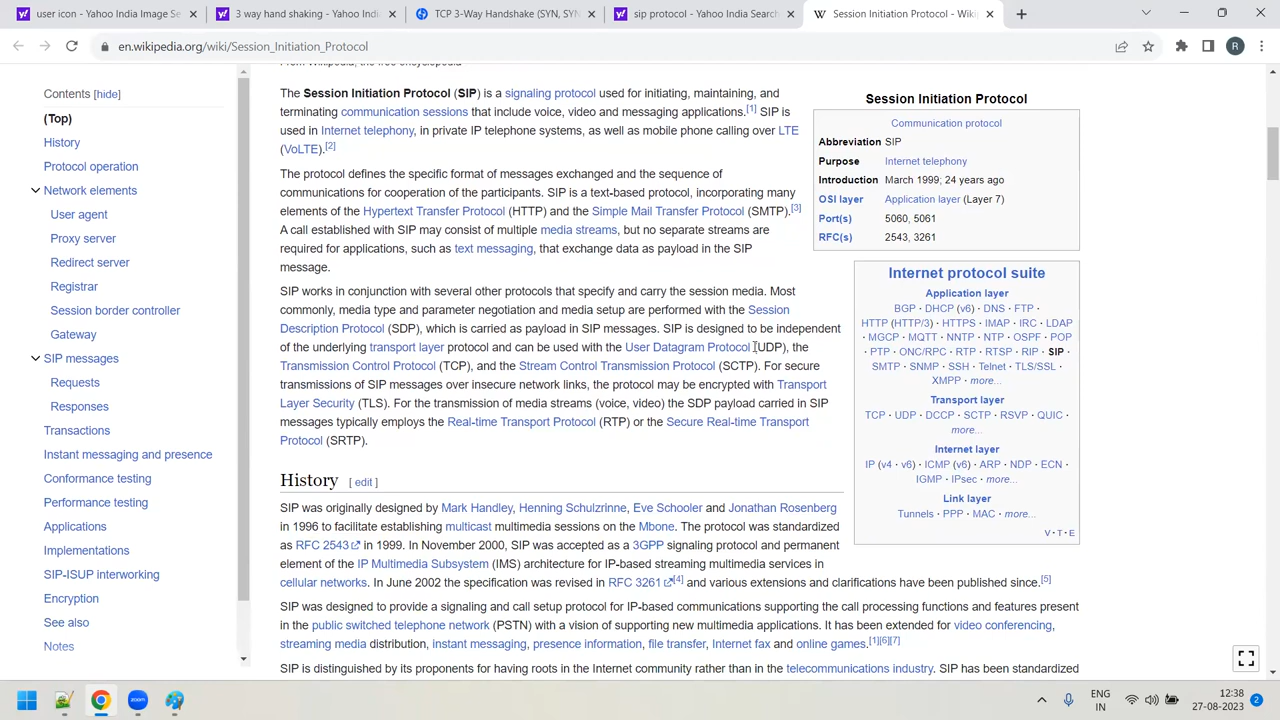 user icon - Yahoo India Image Se
3 way hand shaking - Yahoo Indi
TCP 3-Way Handshake (SYN, SYN
sip protocol - Yahoo India Search
Session Initiation Protocol - Wiki
en.wikipedia.org/wiki/Session_Initiation_Protocol
R
Contents [hide]
(Top)
History
Protocol operation
Network elements
User agent
Proxy server
Redirect server
Registrar
Session border controller
Gateway
SIP messages
Requests
Responses
Transactions
Instant messaging and presence
Conformance testing
Performance testing
Applications
Implementations
SIP-ISUP interworking
Encryption
See also
Notes
From Wikipedia, the free encyclopedia
The Session Initiation Protocol (SIP) is a signaling protocol used for initiating, maintaining, and
terminating communication sessions that include voice, video and messaging applications.[1] SIP is
used in Internet telephony, in private IP telephone systems, as well as mobile phone calling over LTE
(VoLTE).[2]
The protocol defines the specific format of messages exchanged and the sequence of
communications for cooperation of the participants. SIP is a text-based protocol, incorporating many
elements of the Hypertext Transfer Protocol (HTTP) and the Simple Mail Transfer Protocol (SMTP).[3]
A call established with SIP may consist of multiple media streams, but no separate streams are
required for applications, such as text messaging, that exchange data as payload in the SIP
message.
SIP works in conjunction with several other protocols that specify and carry the session media. Most
commonly, media type and parameter negotiation and media setup are performed with the Session
Description Protocol (SDP), which is carried as payload in SIP messages. SIP is designed to be independent
of the underlying transport layer protocol and can be used with the User Datagram Protocol (UDP), the
Transmission Control Protocol (TCP), and the Stream Control Transmission Protocol (SCTP). For secure
transmissions of SIP messages over insecure network links, the protocol may be encrypted with Transport
Layer Security (TLS). For the transmission of media streams (voice, video) the SDP payload carried in SIP
messages typically employs the Real-time Transport Protocol (RTP) or the Secure Real-time Transport
Protocol (SRTP).
History [ edit ]
SIP was originally designed by Mark Handley, Henning Schulzrinne, Eve Schooler and Jonathan Rosenberg
in 1996 to facilitate establishing multicast multimedia sessions on the Mbone. The protocol was standardized
as RFC 2543 in 1999. In November 2000, SIP was accepted as a 3GPP signaling protocol and permanent
element of the IP Multimedia Subsystem (IMS) architecture for IP-based streaming multimedia services in
cellular networks. In June 2002 the specification was revised in RFC 3261[4] and various extensions and clarifications have been published since.[5]
SIP was designed to provide a signaling and call setup protocol for IP-based communications supporting the call processing functions and features present
in the public switched telephone network (PSTN) with a vision of supporting new multimedia applications. It has been extended for video conferencing,
streaming media distribution, instant messaging, presence information, file transfer, Internet fax and online games.[1][6][7]
SIP is distinguished by its proponents for having roots in the Internet community rather than in the telecommunications industry. SIP has been standardized
Session Initiation Protocol
Communication protocol
Abbreviation SIP
Purpose Internet telephony
Introduction March 1999; 24 years ago
OSI layer Application layer (Layer 7)
Port(s) 5060, 5061
RFC(s) 2543, 3261
Internet protocol suite
Application layer
BGP · DHCP (v6) · DNS · FTP ·
HTTP (HTTP/3) · HTTPS · IMAP · IRC · LDAP
· MGCP · MQTT · NNTP · NTP · OSPF · POP
· PTP · ONC/RPC · RTP · RTSP · RIP · SIP ·
SMTP · SNMP · SSH · Telnet · TLS/SSL ·
XMPP · more...
Transport layer
TCP · UDP · DCCP · SCTP · RSVP · QUIC ·
more...
Internet layer
IP (v4 · v6) · ICMP (v6) · ARP · NDP · ECN ·
IGMP · IPsec · more...
Link layer
Tunnels · PPP · MAC · more...
V · T · E
zoom
ENG
IN
12:38
27-08-2023
2